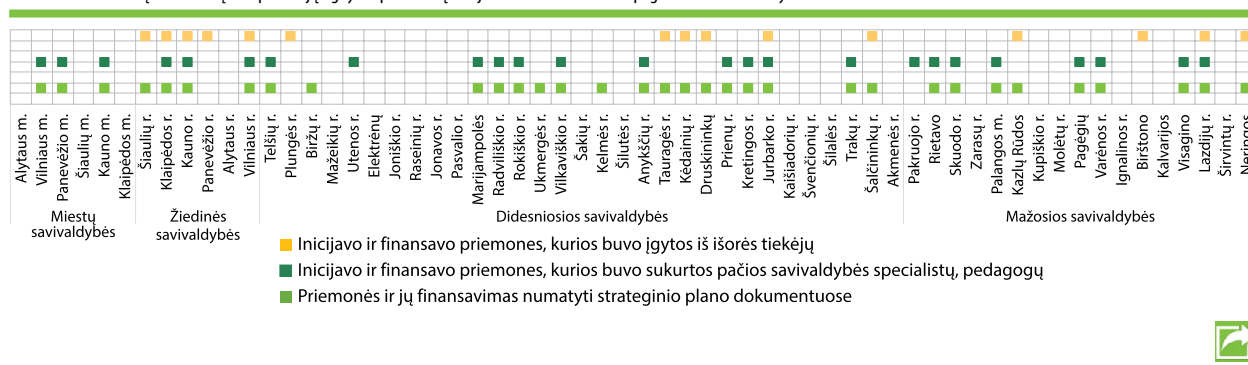 Alytaus m.
Vilniaus m.
Panevėžio m.
Šiaulių m.
Kauno m.
Klaipėdos m.
Šiaulių r.
Klaipėdos r.
Kauno r.
Panevėžio r.
Alytaus r.
Vilniaus r.
Telšių r.
Plungės r.
Biržų r.
Mažeikių r.
Utenos r.
Elektrėnų
Joniškio r.
Raseinių r.
Jonavos r.
Pasvalio r.
Marijampolės
Radviliškio r.
Rokiškio r.
Ukmergės r.
Vilkaviškio r.
Šakių r.
Kelmės r.
Šilutės r.
Anykščių r.
Tauragės r.
Kėdainių r.
Druskininkų
Prienų r.
Kretingos r.
Jurbarko r.
Kaišiadorių r.
Švenčionių r.
Šilalės r.
Trakų r.
Šalčininkų r.
Akmenės r.
Pakruojo r.
Rietavo
Skuodo r.
Zarasų r.
Palangos m.
Kazlų Rūdos
Kupiškio r.
Molėtų r.
Pagėgių
Varėnos r.
Ignalinos r.
Birštono
Kalvarijos
Visagino
Lazdijų r.
Širvintų r.
Neringos
Miestų
savivaldybės
Žiedinės
savivaldybės
Didesniosios savivaldybės
Mažosios savivaldybės
Inicijavo ir finansavo priemones, kurios buvo įgytos iš išorės tiekėjų
Inicijavo ir finansavo priemones, kurios buvo sukurtos pačios savivaldybės specialistų, pedagogų
Priemonės ir jų finansavimas numatyti strateginio plano dokumentuose